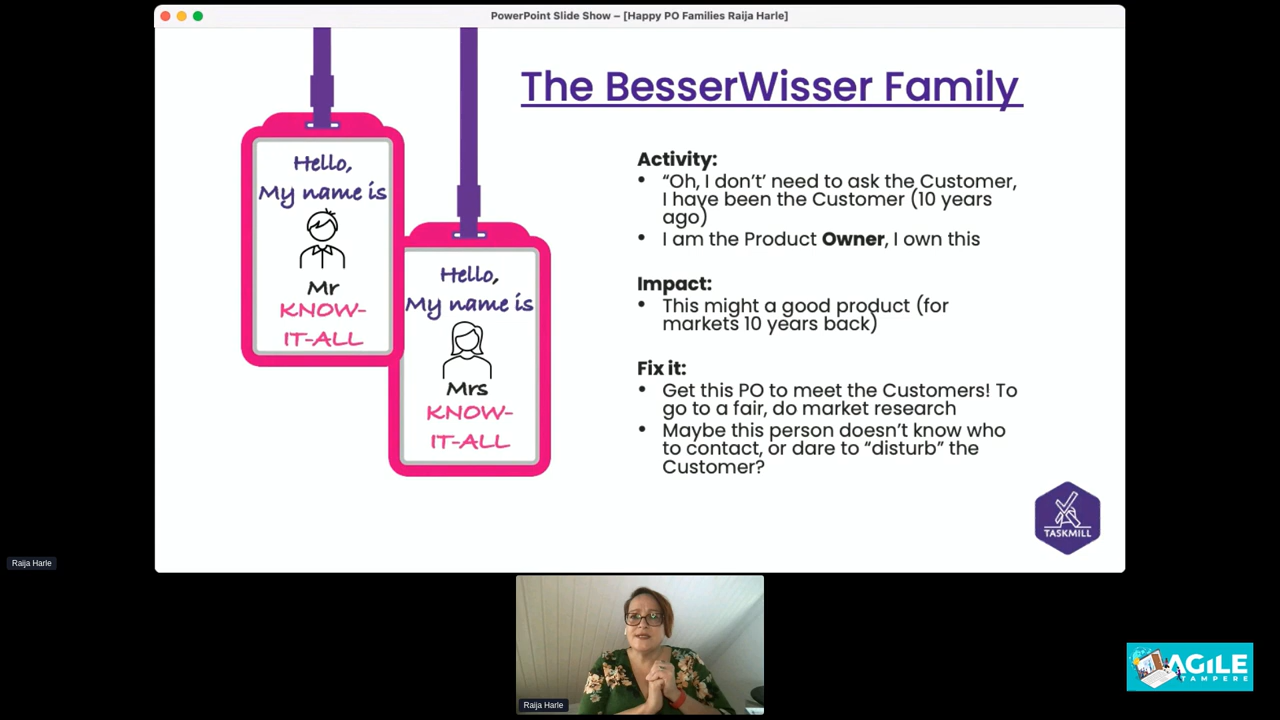 PowerPoint Slide Show – [Happy PO Families Raija Harle]
The BesserWisser Family
Hello,
My name is
Mr
KNOW-
IT-ALL
Hello,
My name is
Mrs
KNOW-
IT-ALL
Activity:
• “Oh, I don’t’ need to ask the Customer,
I have been the Customer (10 years
ago)
• I am the Product Owner, I own this
Impact:
• This might a good product (for
markets 10 years back)
Fix it:
• Get this PO to meet the Customers! To
go to a fair, do market research
• Maybe this person doesn’t know who
to contact, or dare to “disturb” the
Customer?
TASKMILL
Raija Harle
Raija Harle
AGILE
TAMPERE